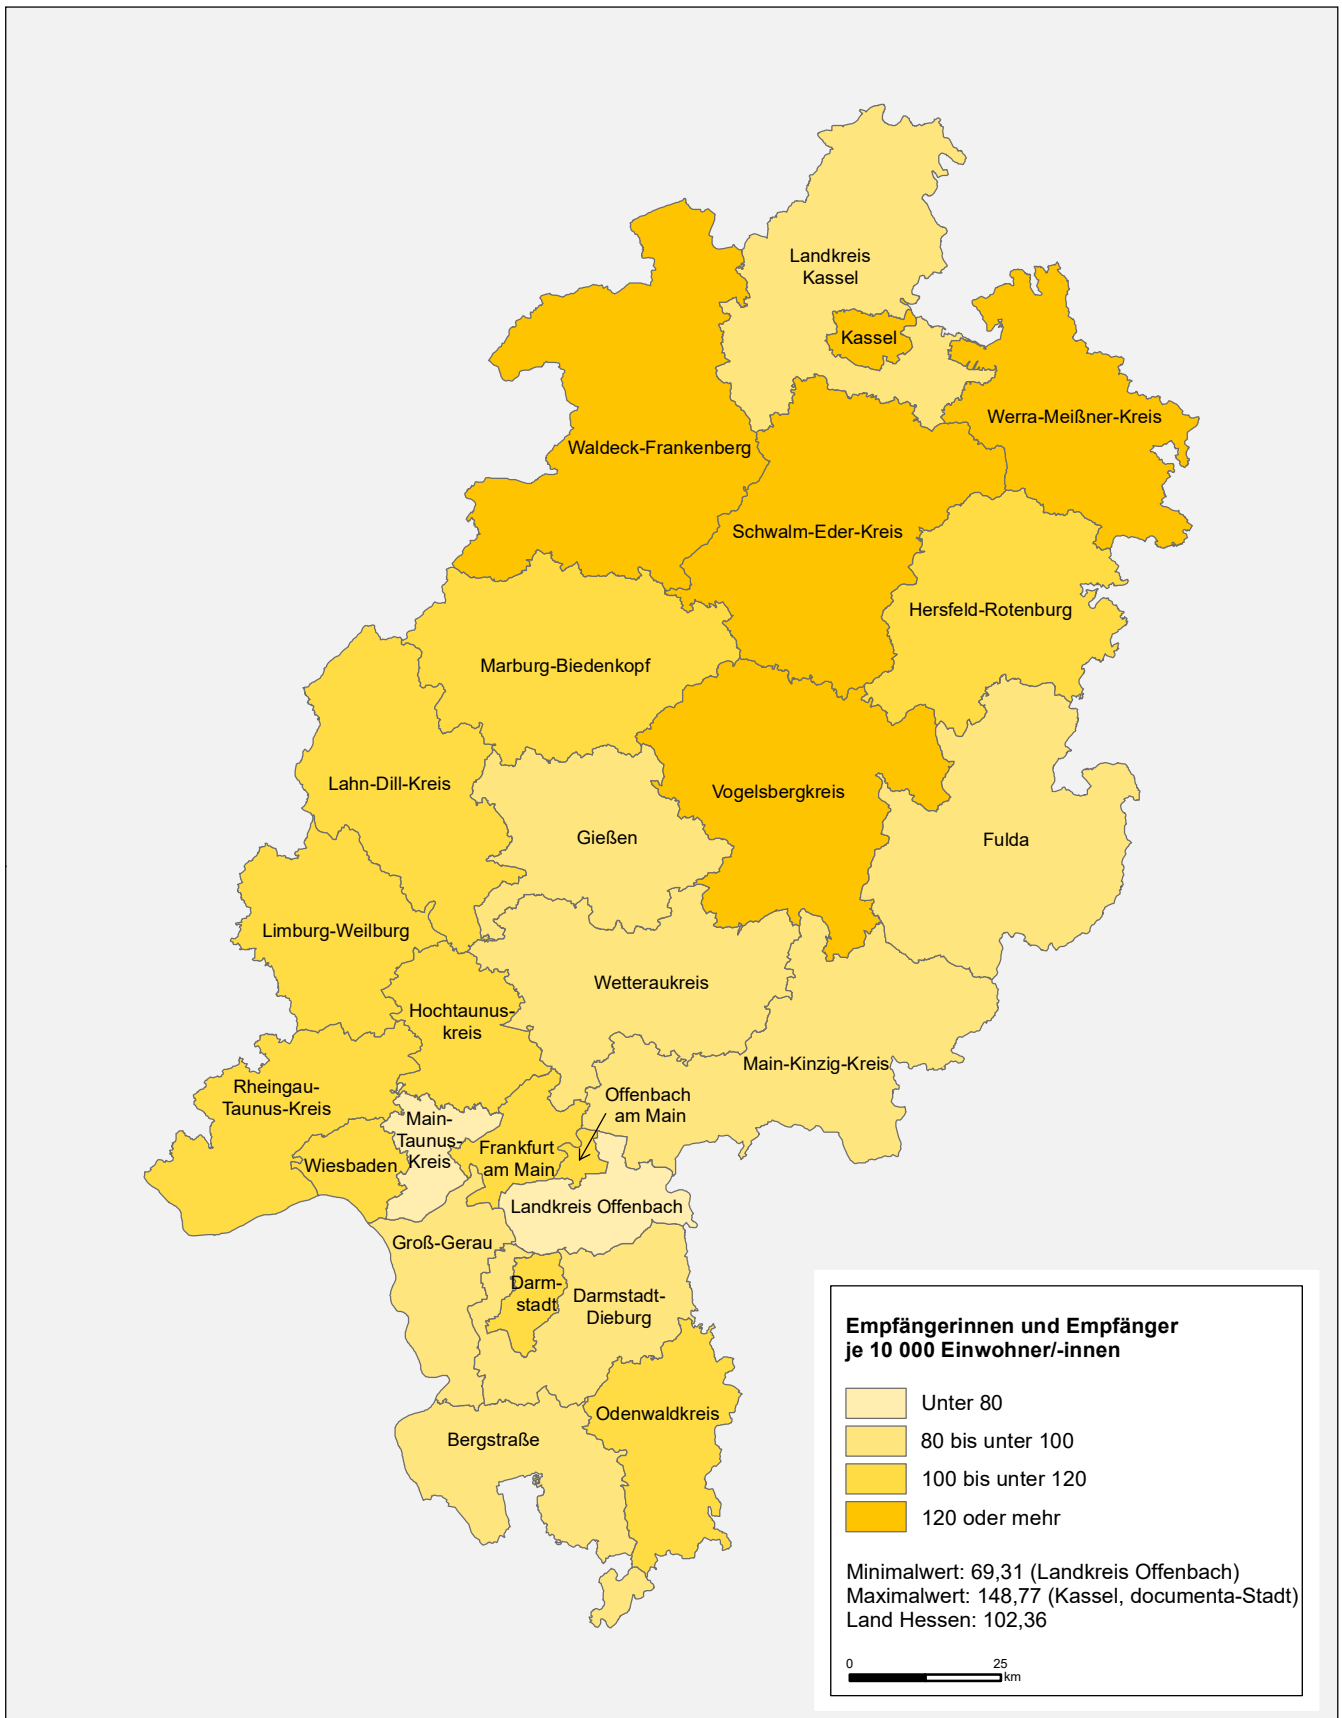 Landkreis
Kassel
Kassel
Werra-Meißner-Kreis
Waldeck-Frankenberg
Schwalm-Eder-Kreis
Hersfeld-Rotenburg
Marburg-Biedenkopf
Lahn-Dill-Kreis
Vogelsbergkreis
Gießen
Fulda
Limburg-Weilburg
Wetteraukreis
Hochtaunus-
kreis
Main-Kinzig-Kreis
Rheingau-
Taunus-Kreis
Offenbach
am Main
Main-
Taunus-
Kreis
Frankfurt
am Main
Wiesbaden
Landkreis Offenbach
Groß-Gerau
Darm-
stadt
Darmstadt-
Dieburg
Odenwaldkreis
Bergstraße
Empfängerinnen und Empfänger
je 10 000 Einwohner/-innen
Unter 80
80 bis unter 100
100 bis unter 120
120 oder mehr
Minimalwert: 69,31 (Landkreis Offenbach)
Maximalwert: 148,77 (Kassel, documenta-Stadt)
Land Hessen: 102,36
0 25
km